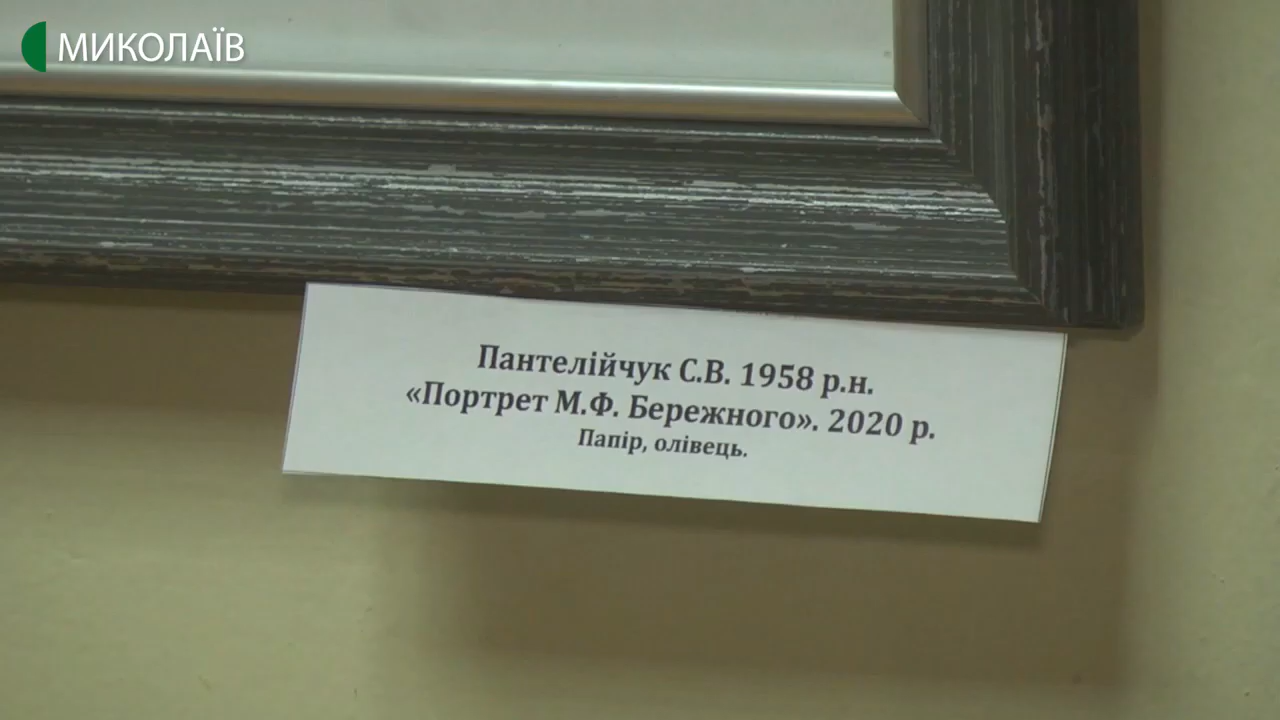 МИКОЛАЇВ
Пантелійчук С.В. 1958 р.н.
«Портрет М.Ф. Бережного». 2020 р.
Папір, олівець.